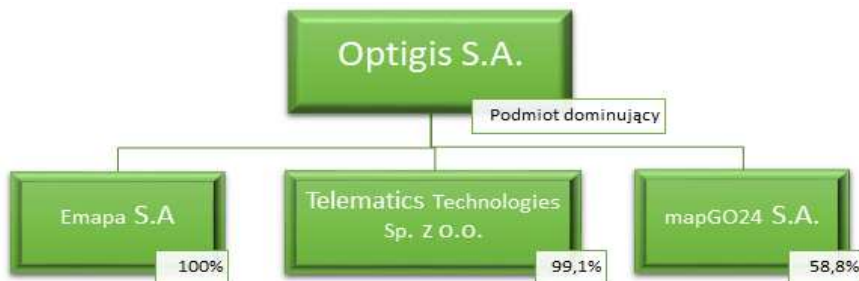 Optigis S.A.
Podmiot dominujący
Emapa S.A
100%
Telematics Technologies
Sp. z o.o.
99,1%
mapGO24 S.A.
58,8%